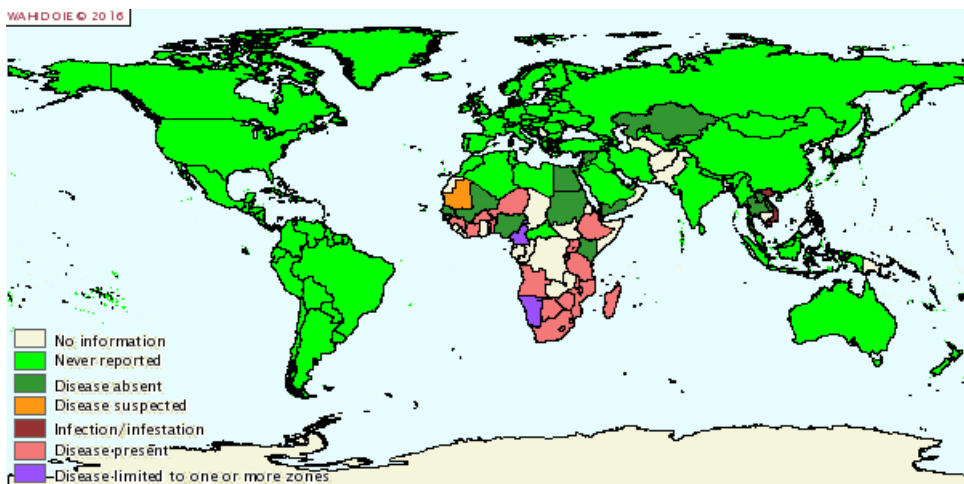 WAHID OIE © 2016
No information
Never reported
Disease absent
Disease suspected
Infection/infestation
Disease present
Disease limited to one or more zones